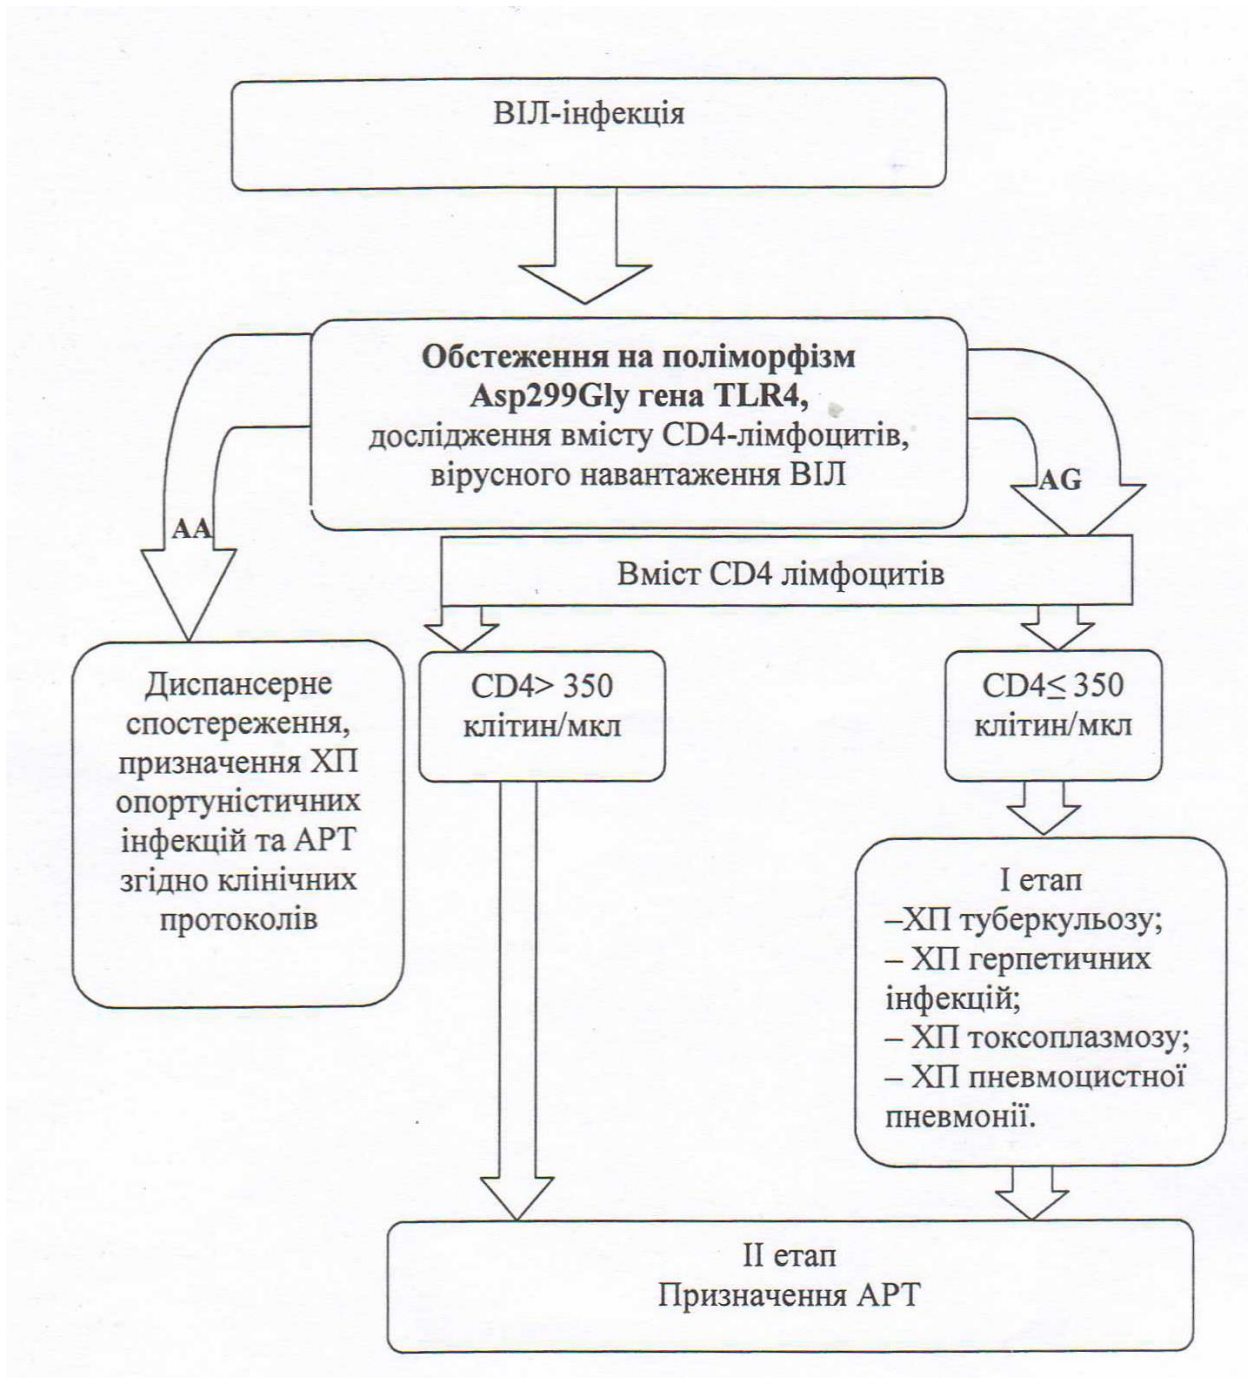 ВІЛ-інфекція
Обстеження на поліморфізм
Asp299Gly гена TLR4,
дослідження вмісту CD4-лімфоцитів,
вірусного навантаження ВІЛ
АА
AG
Вміст CD4 лімфоцитів
Диспансерне
спостереження,
призначення ХП
опортуністичних
інфекцій та АРТ
згідно клінічних
протоколів
CD4> 350
клітин/мкл
CD4≤ 350
клітин/мкл
І етап
–ХП туберкульозу;
– ХП герпетичних
інфекцій;
– ХП токсоплазмозу;
– ХП пневмоцистної
пневмонії.
ІІ етап
Призначення АРТ